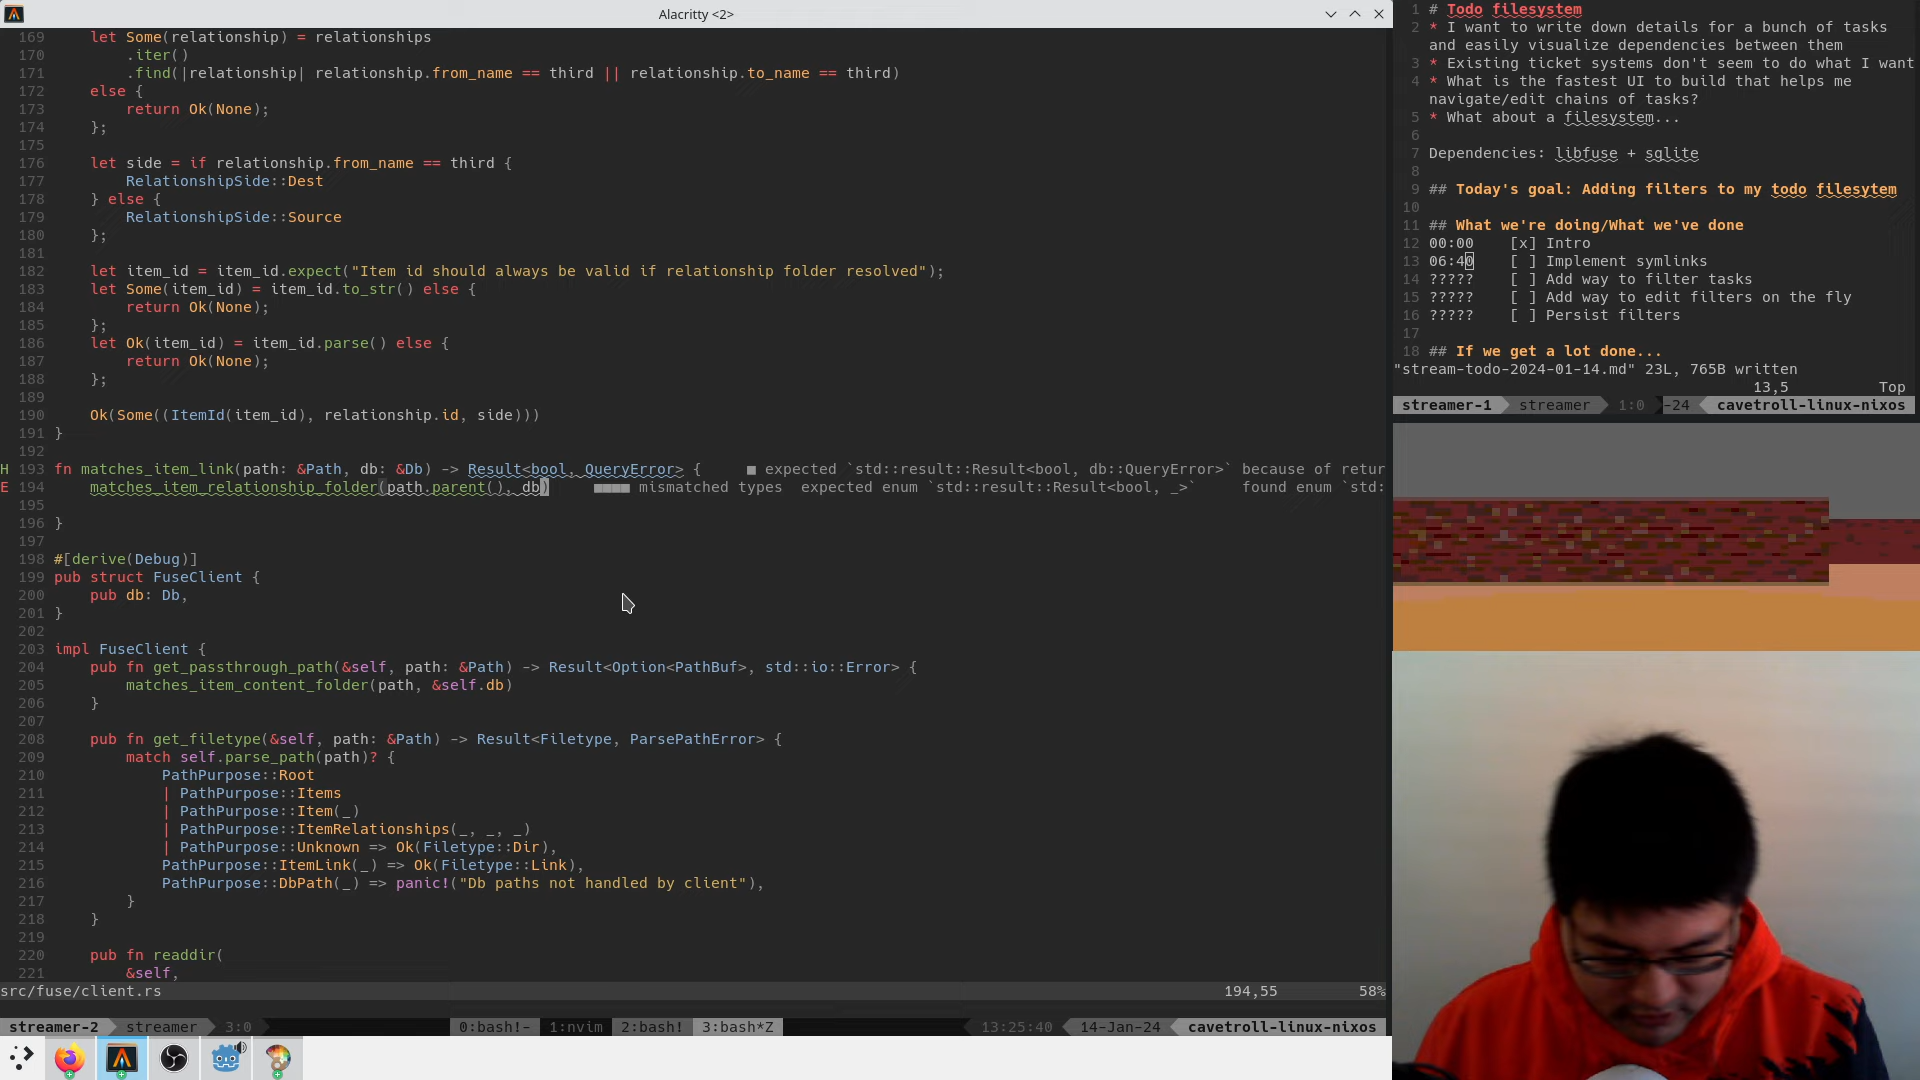 Alacritty <2>
169 let Some(relationship) = relationships
170 .iter()
171 .find(|relationship| relationship.from_name == third || relationship.to_name == third)
172 else {
173 return Ok(None);
174 };
175
176 let side = if relationship.from_name == third {
177 RelationshipSide::Dest
178 } else {
179 RelationshipSide::Source
180 };
181
182 let item_id = item_id.expect("Item id should always be valid if relationship folder resolved");
183 let Some(item_id) = item_id.to_str() else {
184 return Ok(None);
185 };
186 let Ok(item_id) = item_id.parse() else {
187 return Ok(None);
188 };
189
190 Ok(Some((ItemId(item_id), relationship.id, side)))
191 }
192
H 193 fn matches_item_link(path: &Path, db: &Db) -> Result<bool, QueryError> { ■ expected `std::result::Result<bool, db::QueryError>` because of retur
E 194 matches_item_relationship_folder(path.parent(), db) ■■■■ mismatched types expected enum `std::result::Result<bool, _>` found enum `std:
195
196 }
197
198 #[derive(Debug)]
199 pub struct FuseClient {
200 pub db: Db,
201 }
202
203 impl FuseClient {
204 pub fn get_passthrough_path(&self, path: &Path) -> Result<Option<PathBuf>, std::io::Error> {
205 matches_item_content_folder(path, &self.db)
206 }
207
208 pub fn get_filetype(&self, path: &Path) -> Result<Filetype, ParsePathError> {
209 match self.parse_path(path)? {
210 PathPurpose::Root
211 | PathPurpose::Items
212 | PathPurpose::Item(_)
213 | PathPurpose::ItemRelationships(_, _, _)
214 | PathPurpose::Unknown => Ok(Filetype::Dir),
215 PathPurpose::ItemLink(_) => Ok(Filetype::Link),
216 PathPurpose::DbPath(_) => panic!("Db paths not handled by client"),
217 }
218 }
219
220 pub fn readdir(
221 &self,
src/fuse/client.rs 194,55 58%
streamer-2 streamer 3:0 0:bash!- 1:nvim 2:bash! 3:bash*Z 13:25:40 14-Jan-24 cavetroll-linux-nixos
1 # Todo filesystem
2 * I want to write down details for a bunch of tasks
and easily visualize dependencies between them
3 * Existing ticket systems don't seem to do what I want
4 * What is the fastest UI to build that helps me
navigate/edit chains of tasks?
5 * What about a filesystem...
6
7 Dependencies: libfuse + sqlite
8
9 ## Today's goal: Adding filters to my todo filesytem
10
11 ## What we're doing/What we've done
12 00:00 [x] Intro
13 06:40 [ ] Implement symlinks
14 ????? [ ] Add way to filter tasks
15 ????? [ ] Add way to edit filters on the fly
16 ????? [ ] Persist filters
17
18 ## If we get a lot done...
"stream-todo-2024-01-14.md" 23L, 765B written
13,5 Top
streamer-1 streamer 1:0 -24 cavetroll-linux-nixos